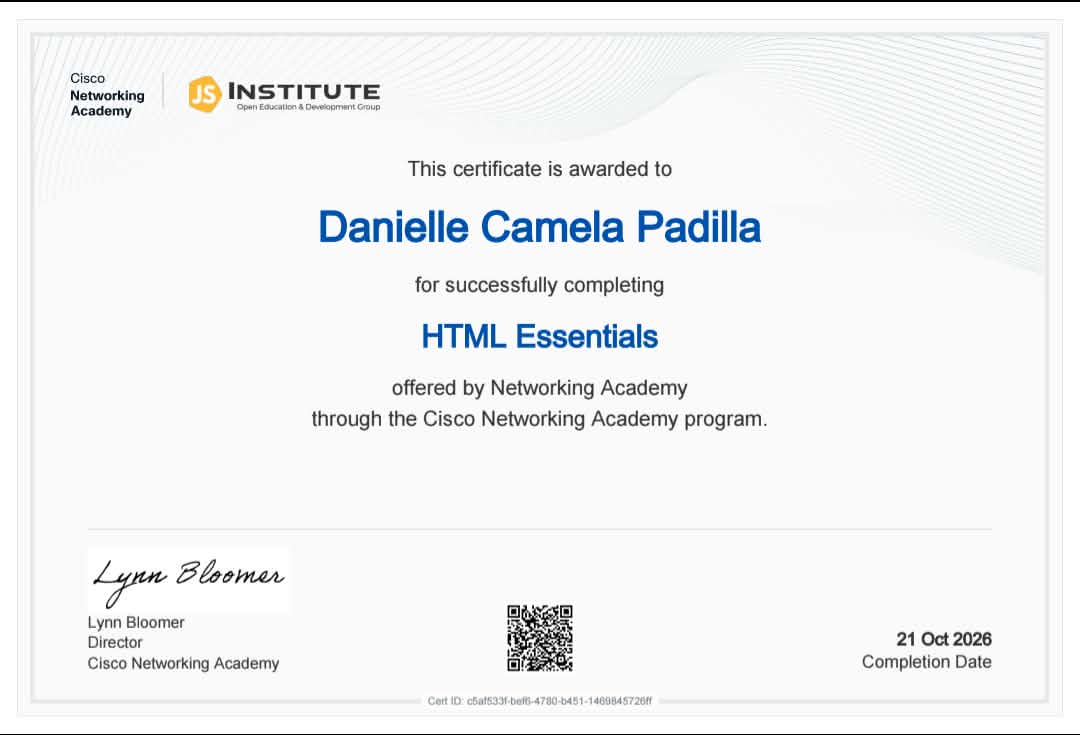 Cisco
Networking
Academy
JS INSTITUTE
Open Education & Development Group
This certificate is awarded to
Danielle Camela Padilla
for successfully completing
HTML Essentials
offered by Networking Academy
through the Cisco Networking Academy program.
Lynn Bloomer
Lynn Bloomer
Director
Cisco Networking Academy
21 Oct 2026
Completion Date
Cert ID: c5af533f-bef6-4780-b451-1469845726ff